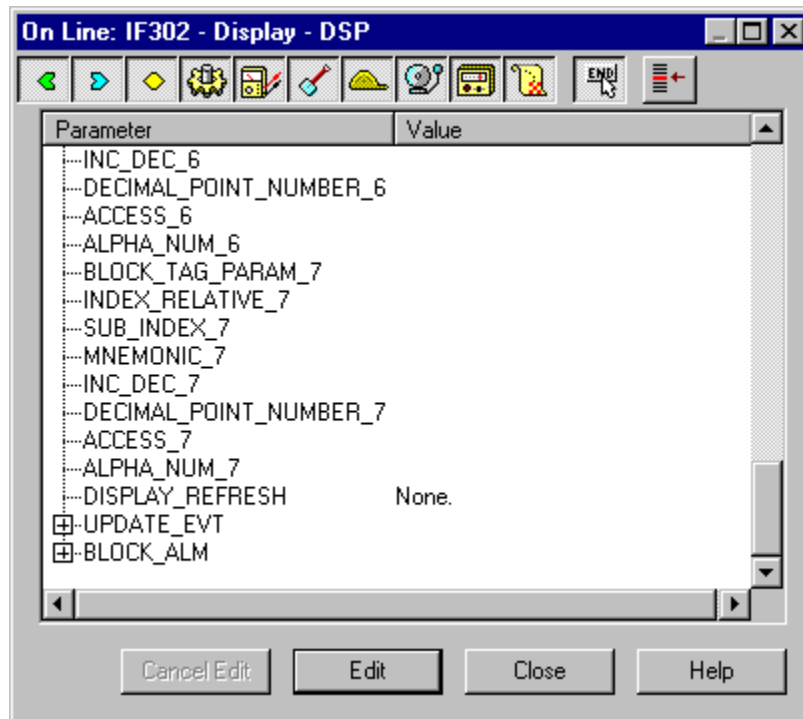 On Line: IF302 - Display - DSP
END
Parameter Value
INC_DEC_6
DECIMAL_POINT_NUMBER_6
ACCESS_6
ALPHA_NUM_6
BLOCK_TAG_PARAM_7
INDEX_RELATIVE_7
SUB_INDEX_7
MNEMONIC_7
INC_DEC_7
DECIMAL_POINT_NUMBER_7
ACCESS_7
ALPHA_NUM_7
DISPLAY_REFRESH None.
UPDATE_EVT
BLOCK_ALM
Cancel Edit Edit Close Help